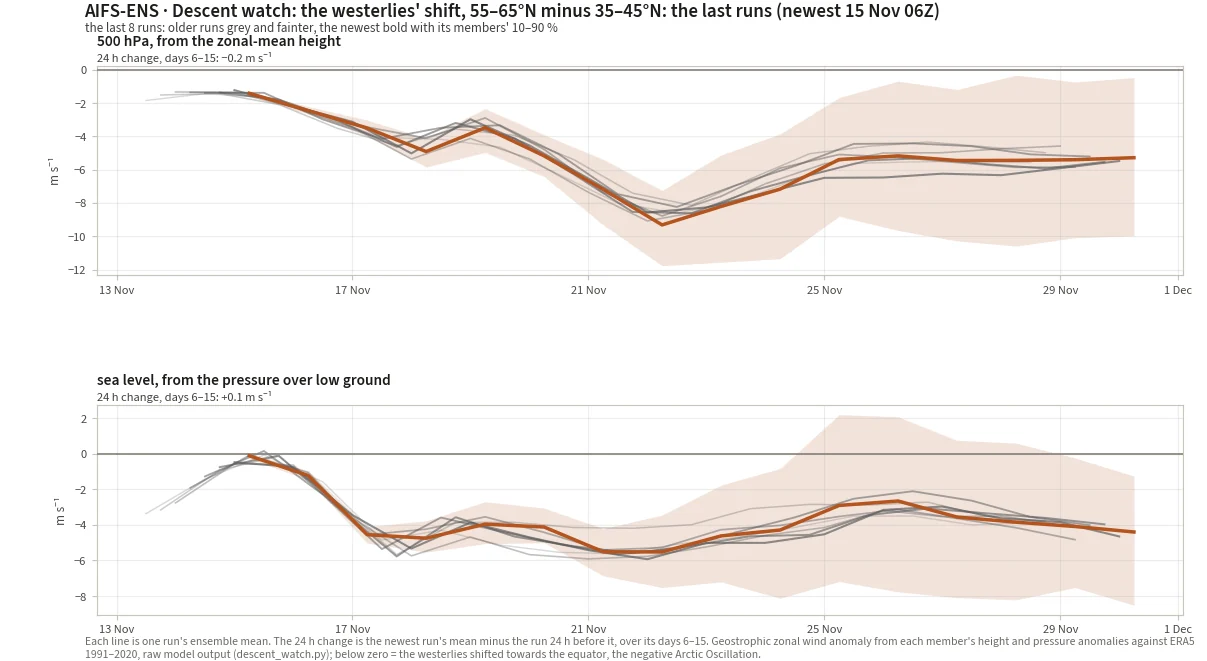 AIFS-ENS · Descent watch: the westerlies' shift, 55–65°N minus 35–45°N: the last runs (newest 15 Nov 06Z)
the last 8 runs: older runs grey and fainter, the newest bold with its members' 10–90 %
500 hPa, from the zonal-mean height
24 h change, days 6–15: −0.2 m s⁻¹
0
−2
−4
−6
−8
−10
−12
m s⁻¹
13 Nov 17 Nov 21 Nov 25 Nov 29 Nov 1 Dec
sea level, from the pressure over low ground
24 h change, days 6–15: +0.1 m s⁻¹
2
0
−2
−4
−6
−8
m s⁻¹
13 Nov 17 Nov 21 Nov 25 Nov 29 Nov 1 Dec
Each line is one run's ensemble mean. The 24 h change is the newest run's mean minus the run 24 h before it, over its days 6–15. Geostrophic zonal wind anomaly from each member's height and pressure anomalies against ERA5
1991–2020, raw model output (descent_watch.py); below zero = the westerlies shifted towards the equator, the negative Arctic Oscillation.